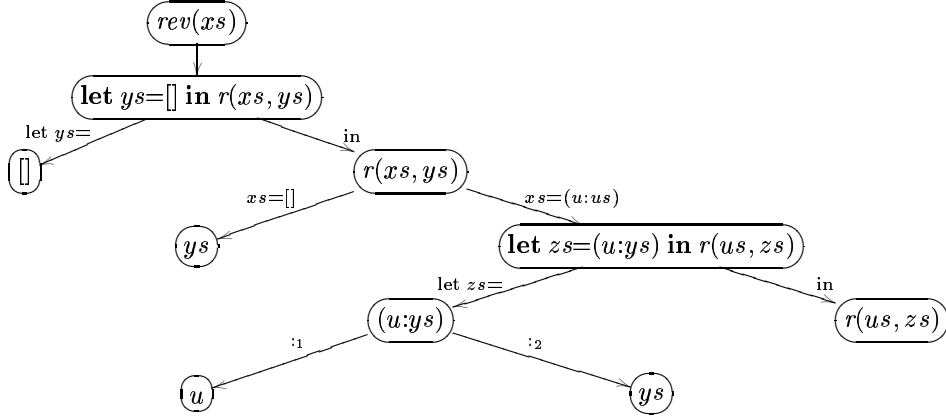 rev(xs)
let ys=[] in r(xs, ys)
let ys=
in
[]
r(xs, ys)
xs=[]
xs=(u:us)
ys
let zs=(u:ys) in r(us, zs)
let zs=
in
(u:ys)
r(us, zs)
:₁
:₂
u
ys